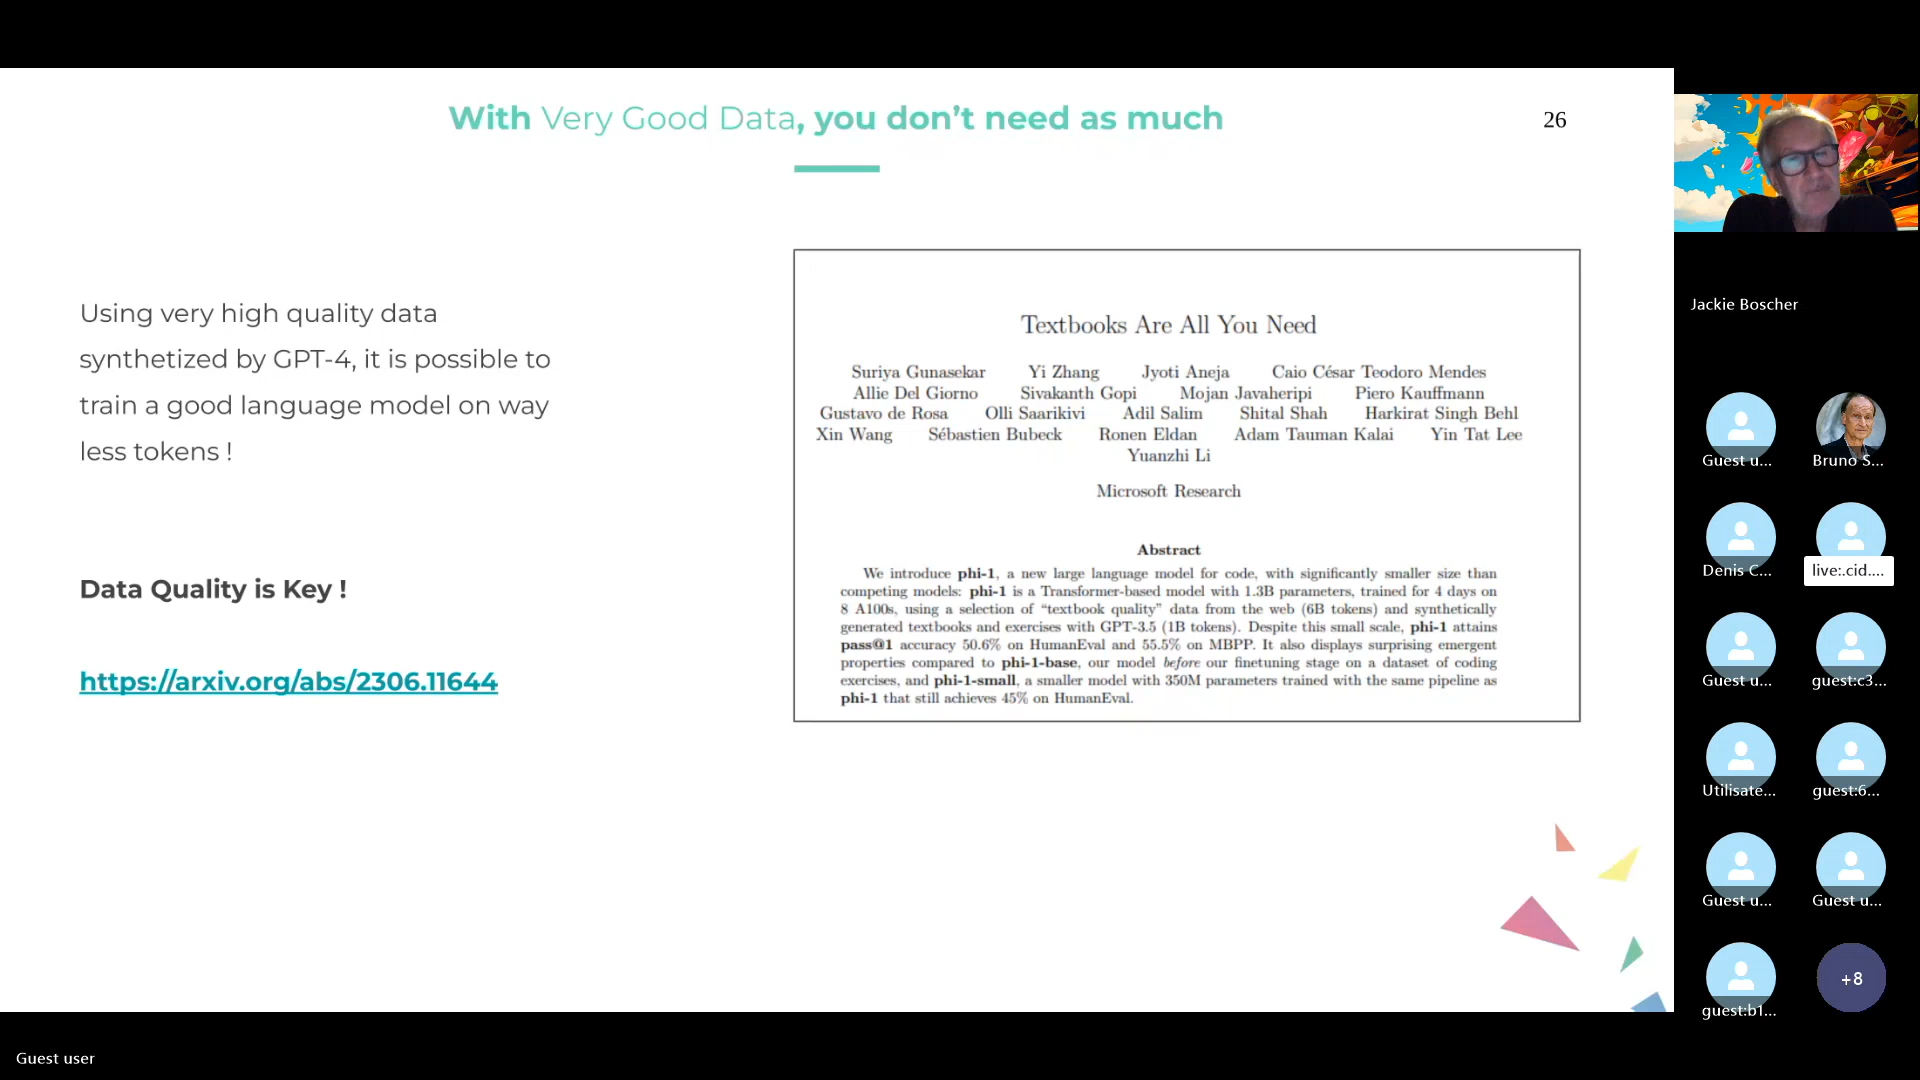 With Very Good Data, you don't need as much
26
Using very high quality data
synthetized by GPT-4, it is possible to
train a good language model on way
less tokens !
Data Quality is Key !
https://arxiv.org/abs/2306.11644
Textbooks Are All You Need
Suriya Gunasekar Yi Zhang Jyoti Aneja Caio César Teodoro Mendes
Allie Del Giorno Sivakanth Gopi Mojan Javaheripi Piero Kauffmann
Gustavo de Rosa Olli Saarikivi Adil Salim Shital Shah Harkirat Singh Behl
Xin Wang Sébastien Bubeck Ronen Eldan Adam Tauman Kalai Yin Tat Lee
Yuanzhi Li
Microsoft Research
Abstract
We introduce phi-1, a new large language model for code, with significantly smaller size than
competing models: phi-1 is a Transformer-based model with 1.3B parameters, trained for 4 days on
8 A100s, using a selection of “textbook quality” data from the web (6B tokens) and synthetically
generated textbooks and exercises with GPT-3.5 (1B tokens). Despite this small scale, phi-1 attains
pass@1 accuracy 50.6% on HumanEval and 55.5% on MBPP. It also displays surprising emergent
properties compared to phi-1-base, our model before our finetuning stage on a dataset of coding
exercises, and phi-1-small, a smaller model with 350M parameters trained with the same pipeline as
phi-1 that still achieves 45% on HumanEval.
Jackie Boscher
Guest u... Bruno S...
Denis C... live:.cid....
Guest u... guest:c3...
Utilisate... guest:6...
Guest u... Guest u...
guest:b1... +8
Guest user